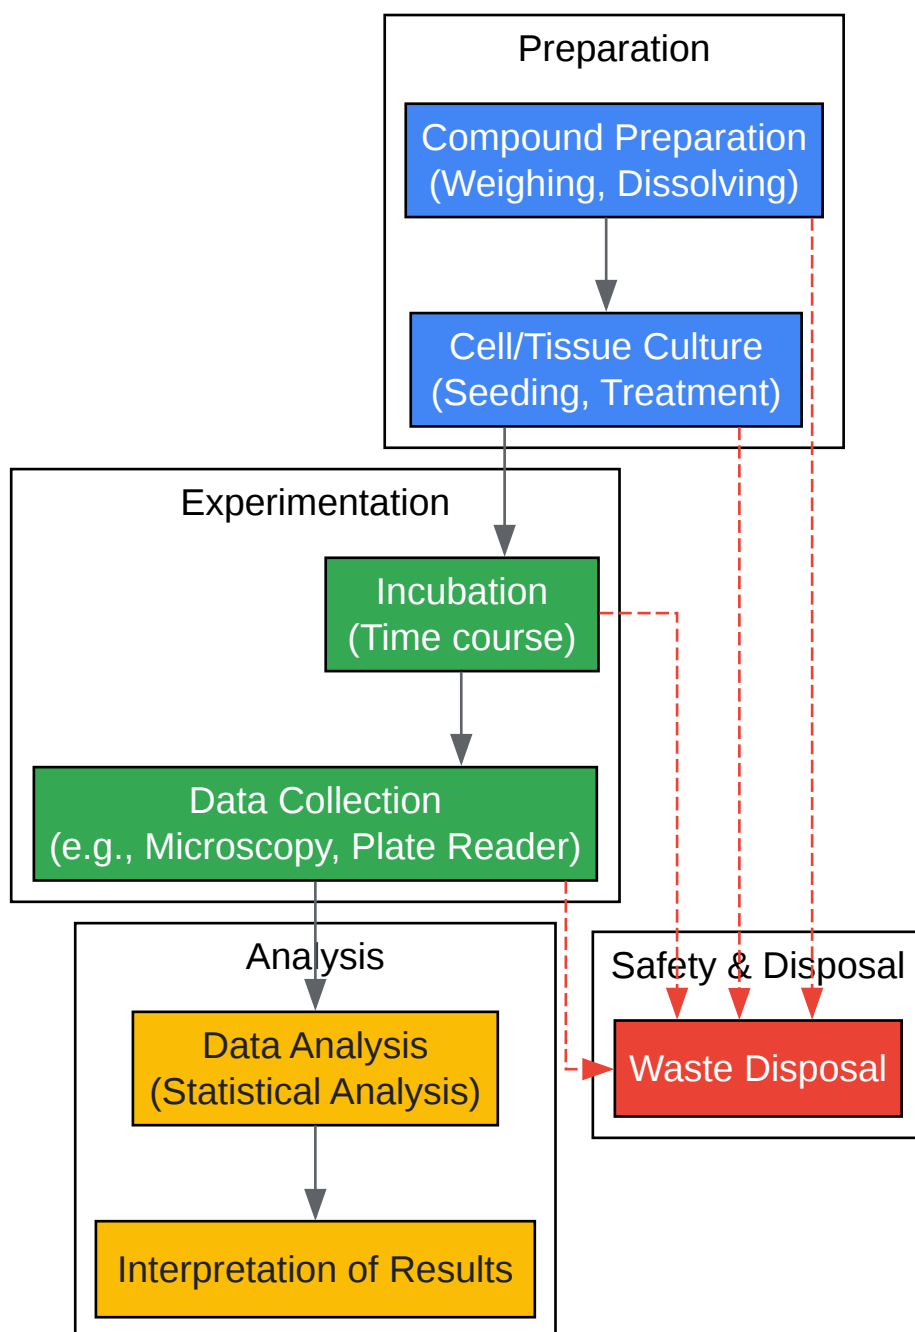 Preparation
Compound Preparation
(Weighing, Dissolving)
Cell/Tissue Culture
(Seeding, Treatment)
Experimentation
Incubation
(Time course)
Data Collection
(e.g., Microscopy, Plate Reader)
Analysis
Data Analysis
(Statistical Analysis)
Interpretation of Results
Safety & Disposal
Waste Disposal